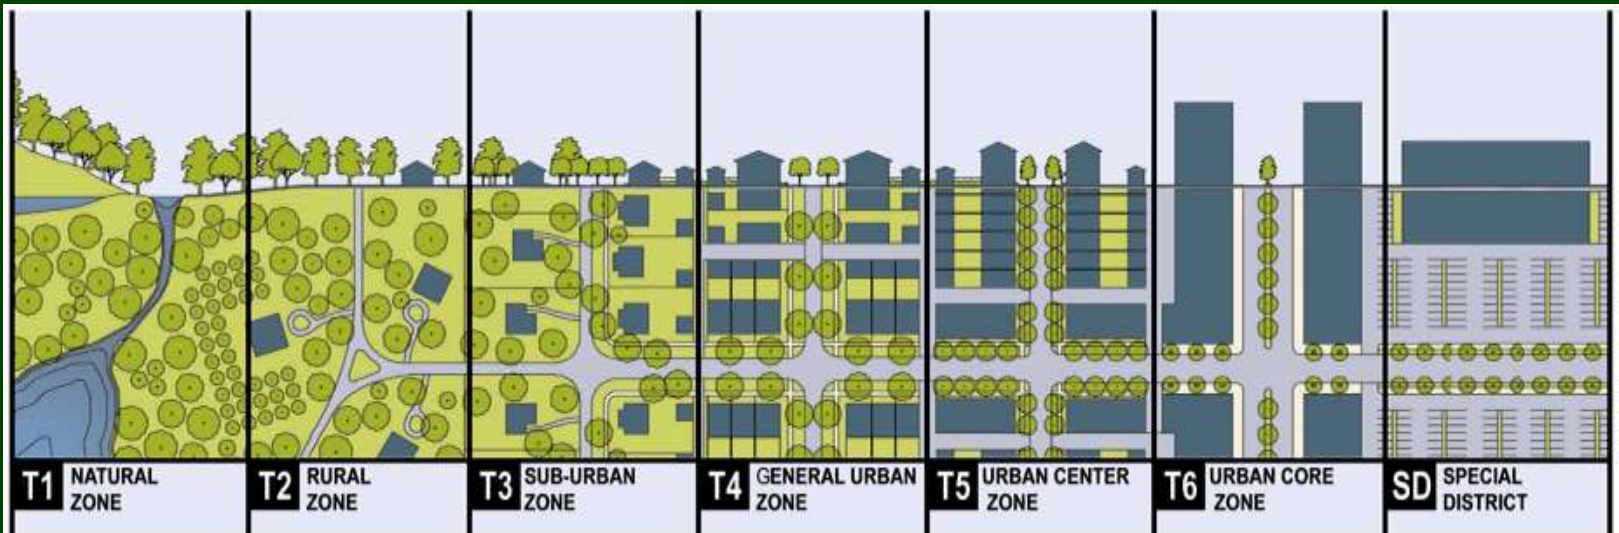 T1 NATURAL
ZONE
T2 RURAL
ZONE
T3 SUB-URBAN
ZONE
T4 GENERAL URBAN
ZONE
T5 URBAN CENTER
ZONE
T6 URBAN CORE
ZONE
SD SPECIAL
DISTRICT